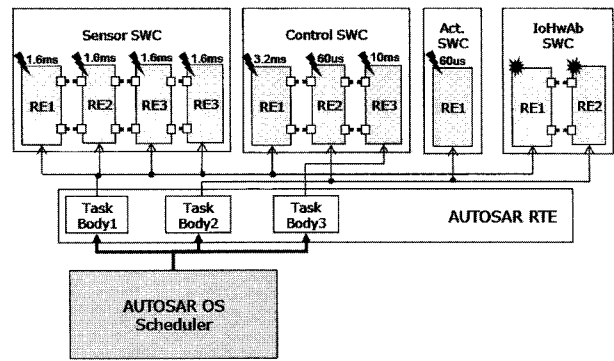 Sensor SWC
Control SWC
Act.
SWC
IoHwAb
SWC
1.6ms
1.6ms
1.6ms
1.6ms
3.2ms
60us
10ms
60us
RE1
RE2
RE3
RE3
RE1
RE2
RE3
RE1
RE1
RE2
Task
Body1
Task
Body2
Task
Body3
AUTOSAR RTE
AUTOSAR OS
Scheduler